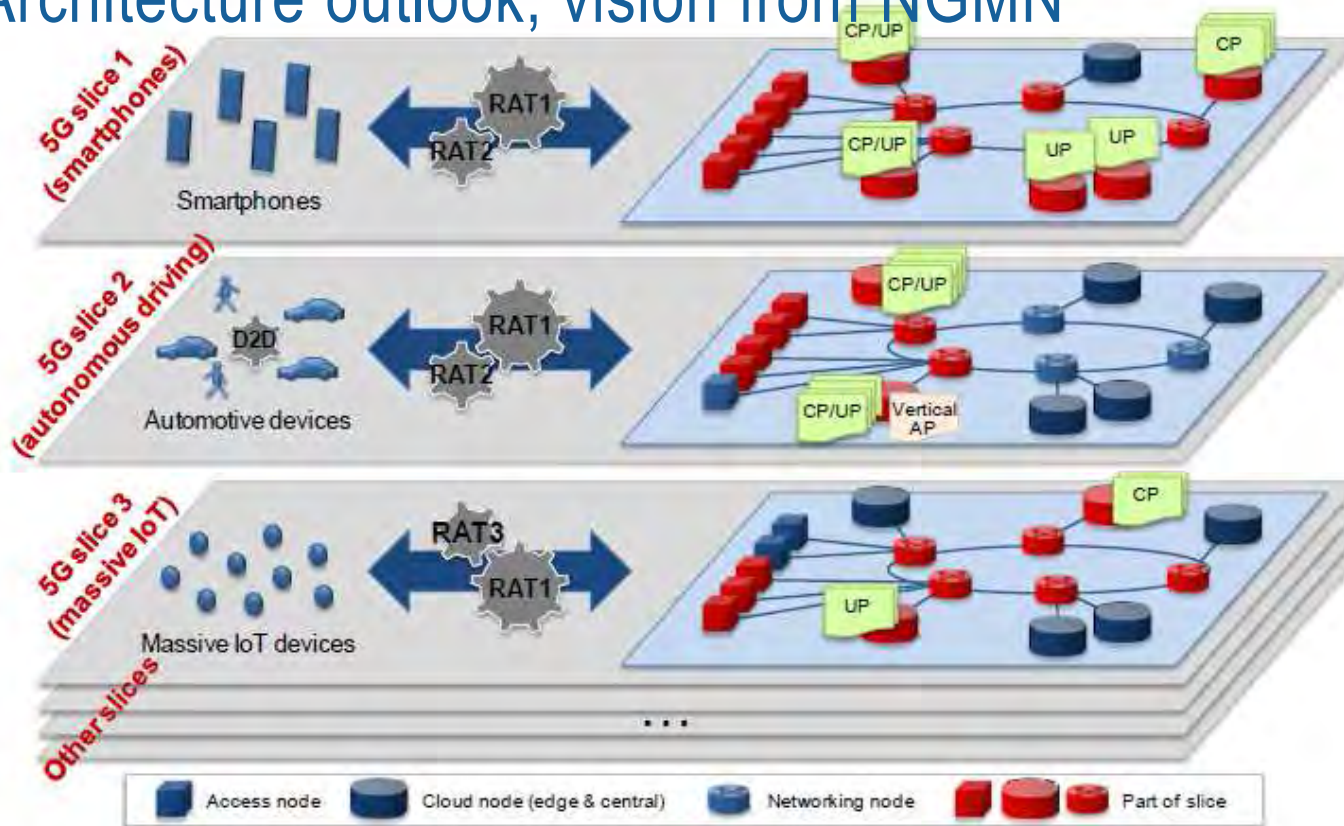 Architecture outlook, vision from NGMN
5G slice 1
(smartphones)
Smartphones
RAT1
RAT2
CP/UP
CP
CP/UP
UP
UP
5G slice 2
(autonomous driving)
D2D
Automotive devices
RAT1
RAT2
CP/UP
CP/UP
Vertical
AP
5G slice 3
(massive IoT)
Massive IoT devices
RAT3
RAT1
CP
UP
Other slices
...
Access node
Cloud node (edge & central)
Networking node
Part of slice